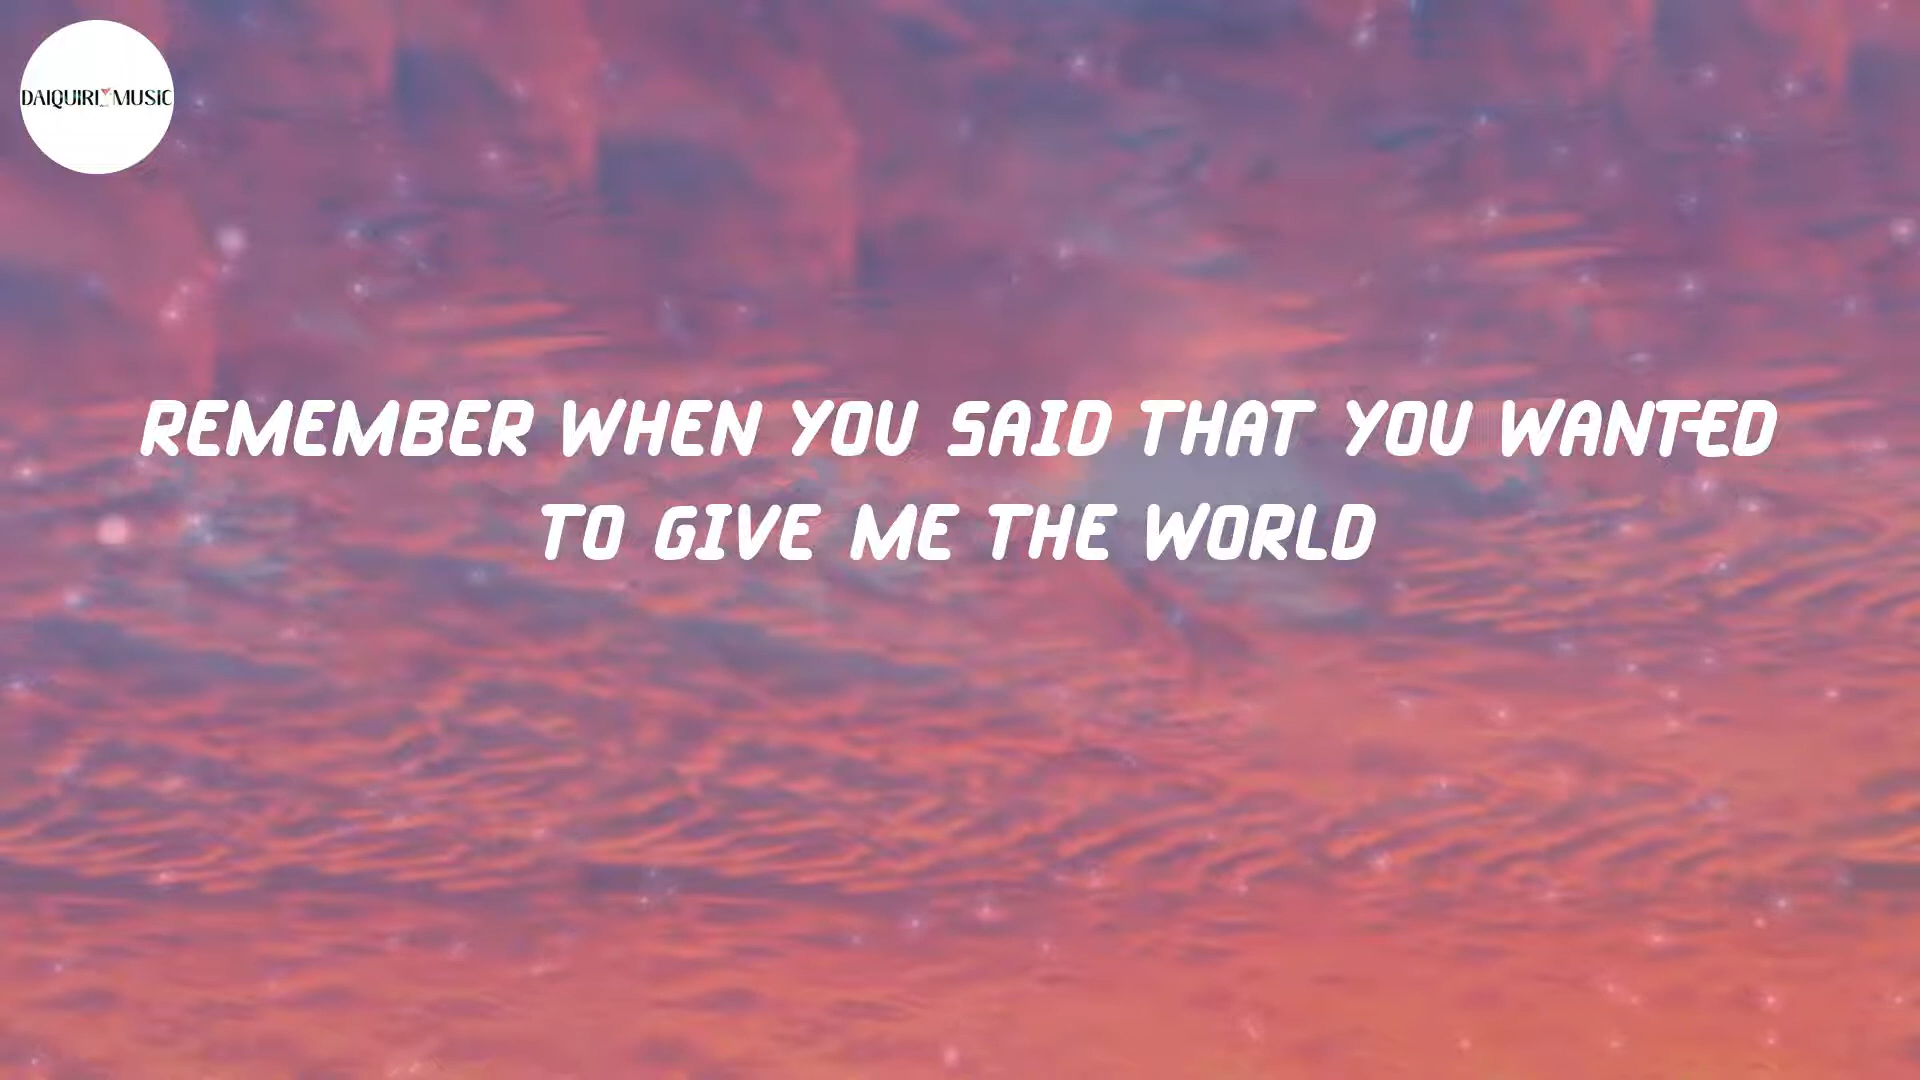 DAIQUIRI MUSIC
REMEMBER WHEN YOU SAID THAT YOU WANTED
TO GIVE ME THE WORLD